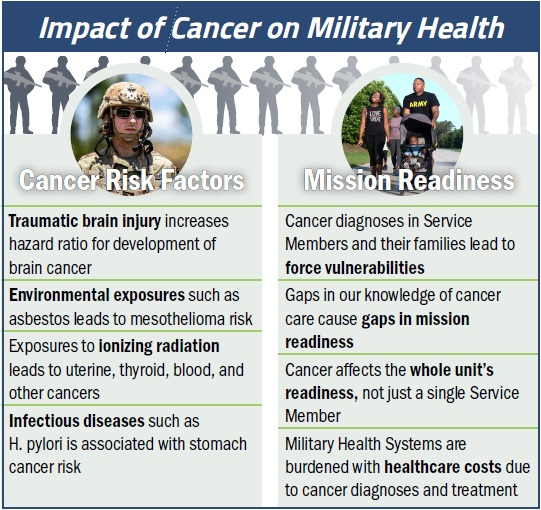 Impact of Cancer on Military Health
Cancer Risk Factors
Traumatic brain injury increases
hazard ratio for development of
brain cancer
Environmental exposures such as
asbestos leads to mesothelioma risk
Exposures to ionizing radiation
leads to uterine, thyroid, blood, and
other cancers
Infectious diseases such as
H. pylori is associated with stomach
cancer risk
ARMY
LOVE
Mission Readiness
Cancer diagnoses in Service
Members and their families lead to
force vulnerabilities
Gaps in our knowledge of cancer
care cause gaps in mission
readiness
Cancer affects the whole unit's
readiness, not just a single Service
Member
Military Health Systems are
burdened with healthcare costs due
to cancer diagnoses and treatment